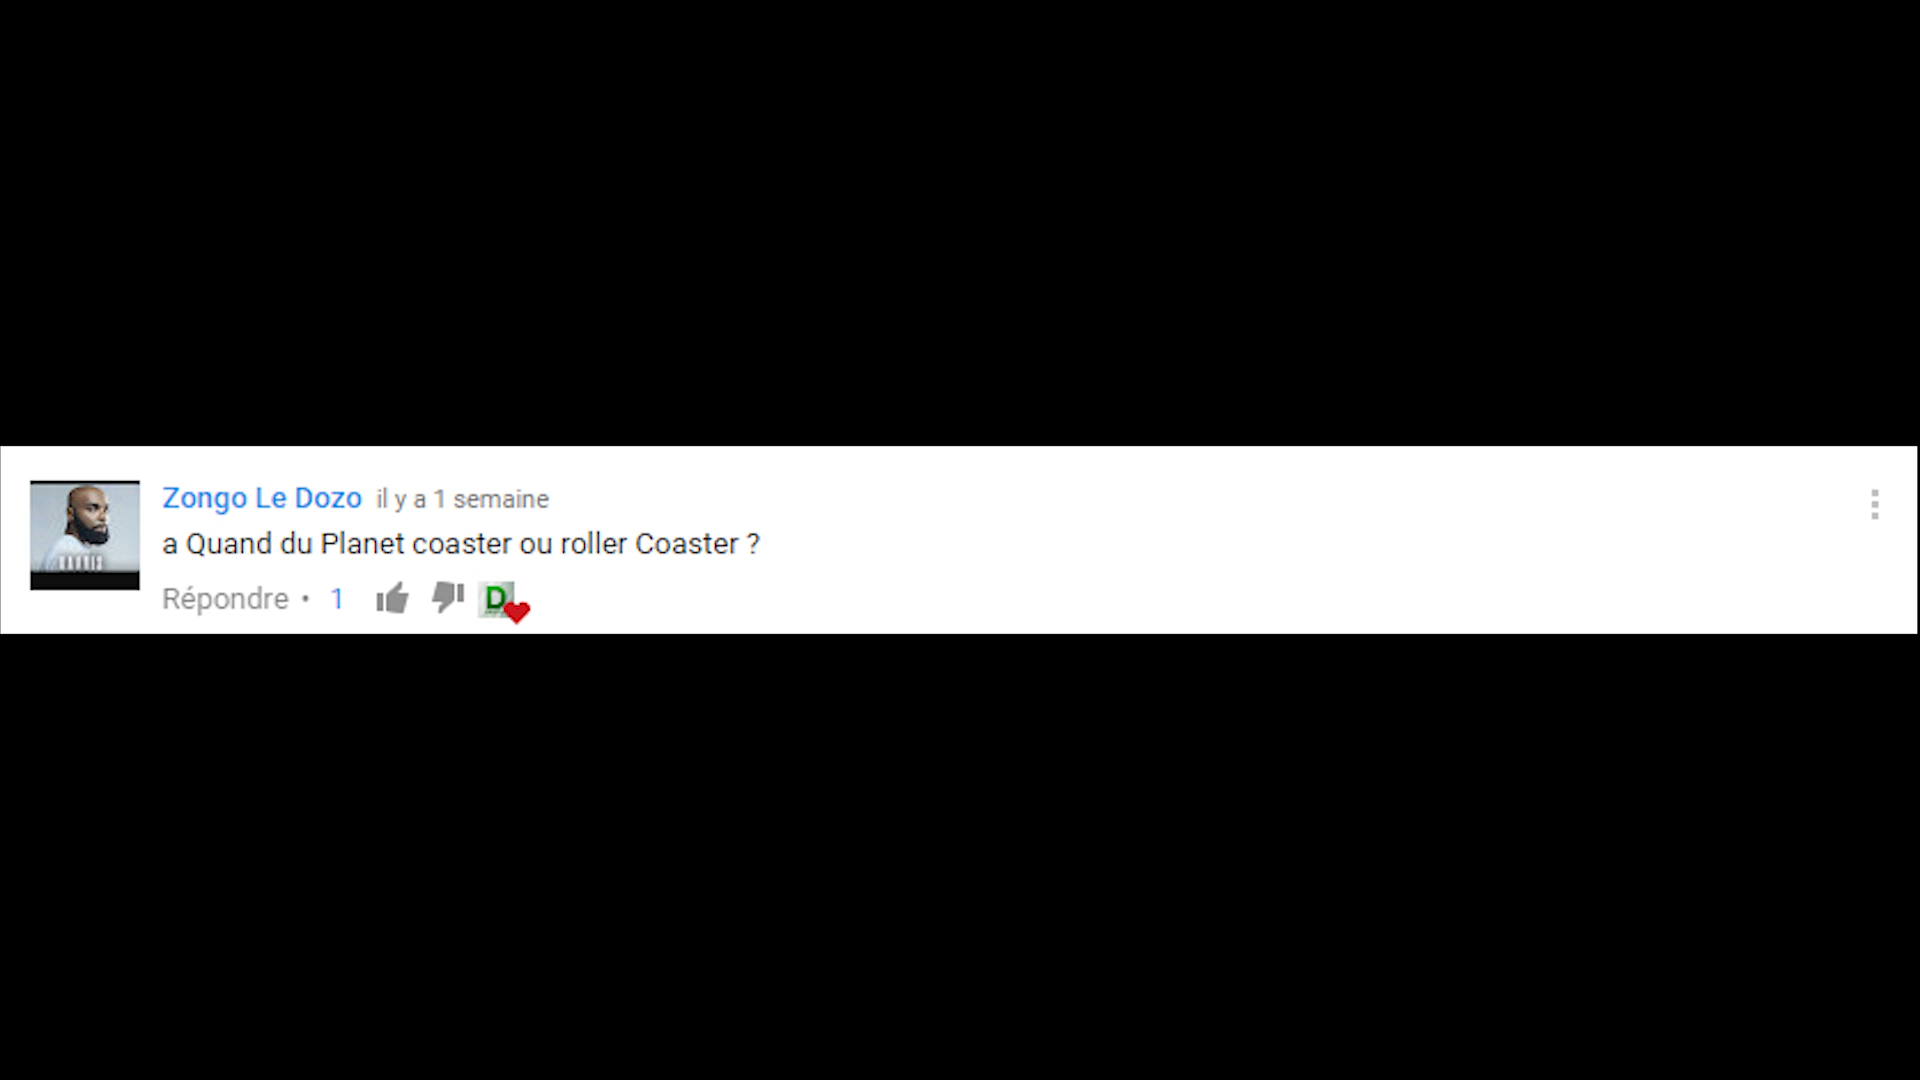 Zongo Le Dozo il y a 1 semaine
a Quand du Planet coaster ou roller Coaster ?
Répondre • 1
D